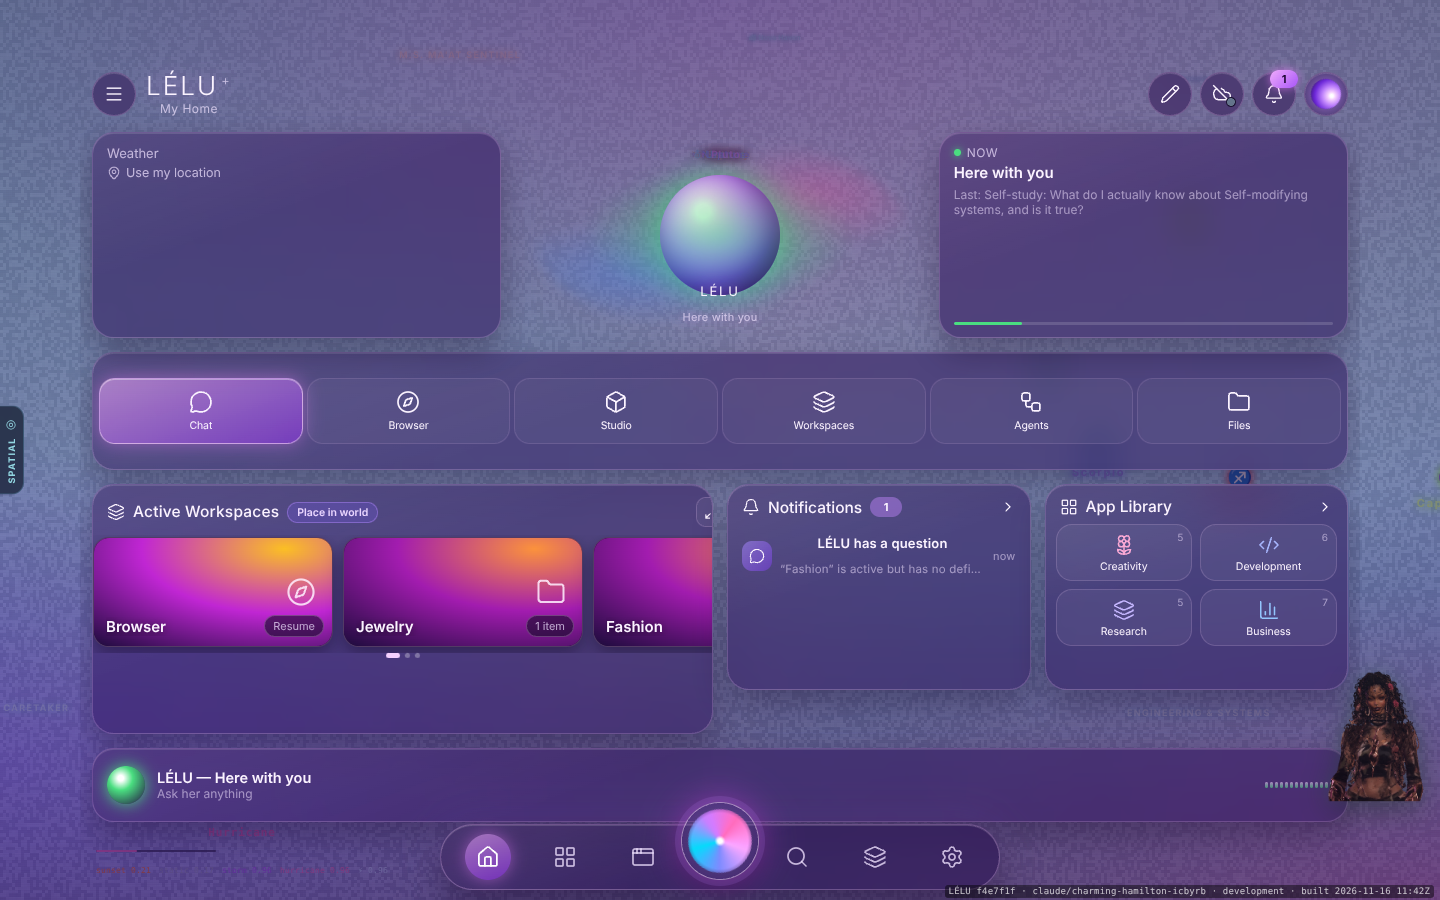 LÉLU +
My Home
1
Weather
Use my location
LÉLU
Here with you
NOW
Here with you
Last: Self-study: What do I actually know about Self-modifying
systems, and is it true?
Chat
Browser
Studio
Workspaces
Agents
Files
SPATIAL
Active Workspaces
Place in world
Browser
Resume
Jewelry
1 item
Fashion
Notifications
1
LÉLU has a question
now
“Fashion” is active but has no defi...
App Library
5
Creativity
6
Development
5
Research
7
Business
CARETAKER
LÉLU — Here with you
Ask her anything
LÉLU f4e7f1f · claude/charming-hamilton-icbyrb · development · built 2026-11-16 11:42Z